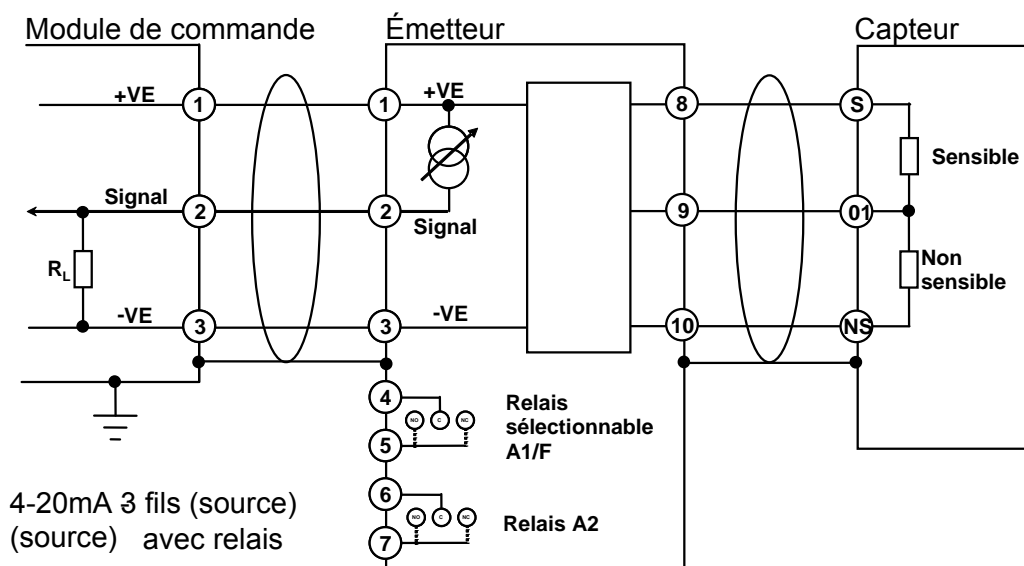 Module de commande
Émetteur
Capteur
+VE
1
1
+VE
8
S
Sensible
Signal
2
2
Signal
9
01
RL
Non
sensible
-VE
3
3
-VE
10
NS
4
NO C NC
5
Relais
sélectionnable
A1/F
6
NO C NC
7
Relais A2
4-20mA 3 fils (source)
(source) avec relais